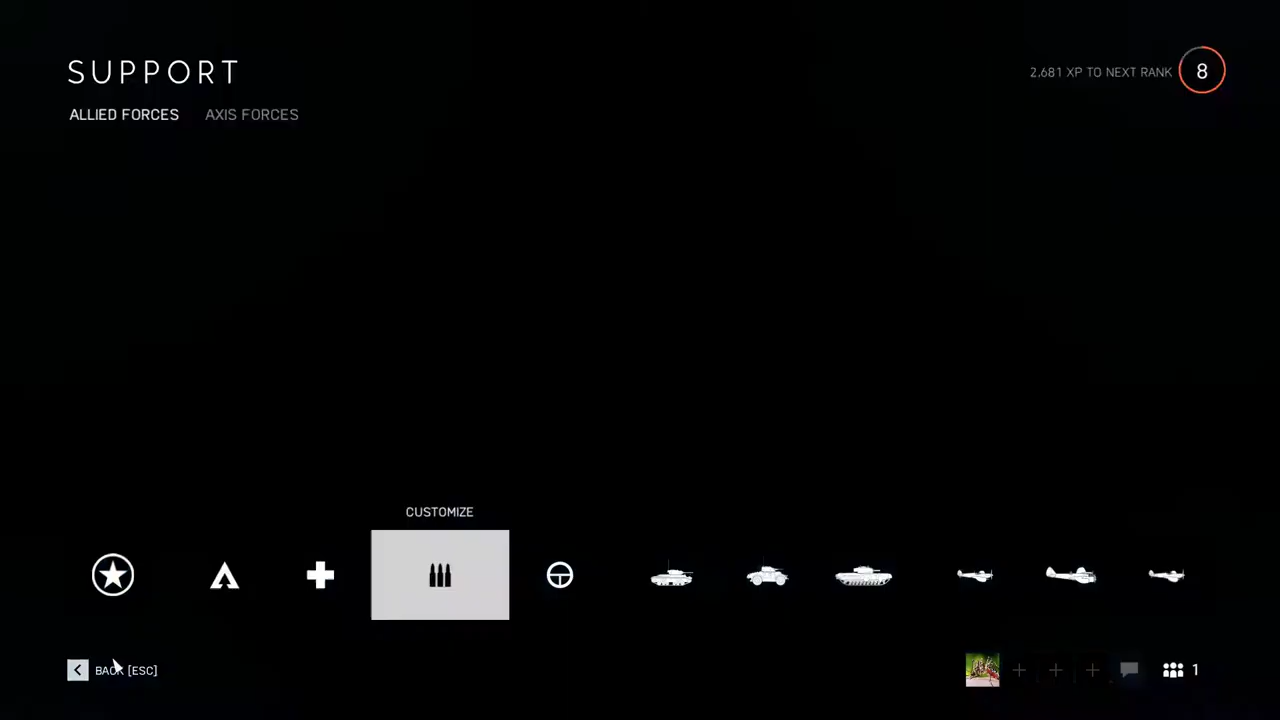 SUPPORT
2,681 XP TO NEXT RANK 8
ALLIED FORCES AXIS FORCES
CUSTOMIZE
BACK [ESC]
1